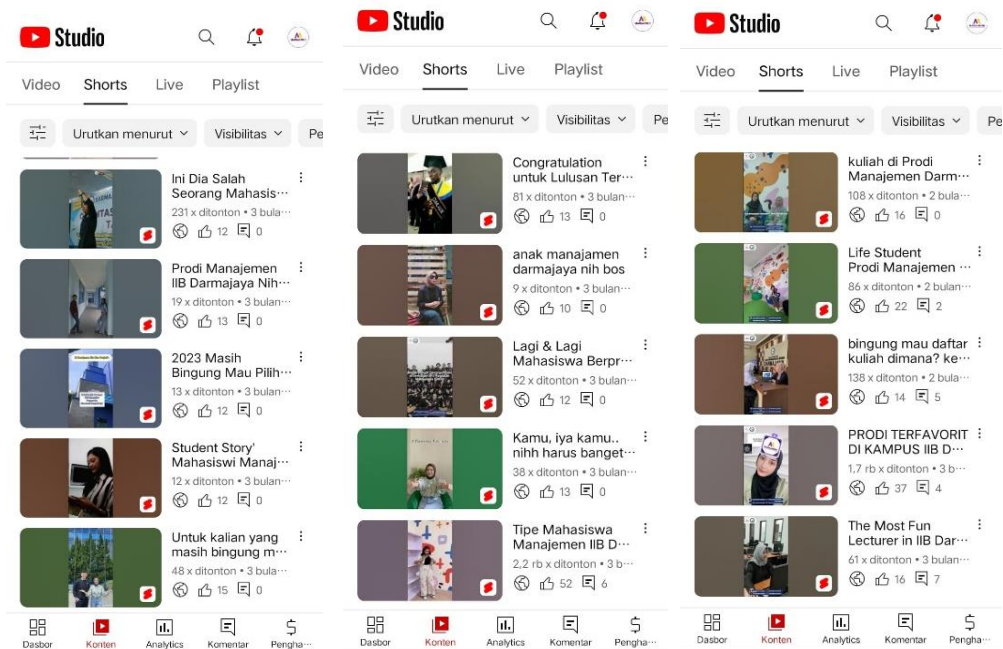 Studio
Video Shorts Live Playlist
Urutkan menurut Visibilitas Pe
Ini Dia Salah
Seorang Mahasis...
231 x ditonton • 3 bula...
12 0
Prodi Manajemen
IIB Darmajaya Nih...
19 x ditonton • 3 bulan...
13 0
2023 Masih
Bingung Mau Pilih...
13 x ditonton • 3 bulan...
12 0
Student Story'
Mahasiswi Manaj...
12 x ditonton • 3 bulan...
12 0
Untuk kalian yang
masih bingung m...
48 x ditonton • 3 bula...
15 0
Dasbor Konten Analytics Komentar Pengha...
Studio
Video Shorts Live Playlist
Urutkan menurut Visibilitas Pe
Congratulation
untuk Lulusan Ter...
81 x ditonton • 3 bulan...
13 0
anak manajamen
darmajaya nih bos
9 x ditonton • 3 bulan...
10 0
Lagi & Lagi
Mahasiswa Berpr...
52 x ditonton • 3 bulan...
12 0
Kamu, iya kamu..
nihh harus banget...
38 x ditonton • 3 bulan...
13 0
Tipe Mahasiswa
Manajemen IIB D...
2,2 rb x ditonton • 3 b...
52 6
Dasbor Konten Analytics Komentar Pengha...
Studio
Video Shorts Live Playlist
Urutkan menurut Visibilitas Pe
kuliah di Prodi
Manajemen Darm...
108 x ditonton • 2 bula...
16 0
Life Student
Prodi Manajemen ...
86 x ditonton • 2 bulan...
22 2
bingung mau daftar
kuliah dimana? ke...
138 x ditonton • 2 bula...
14 5
PRODI TERFAVORIT
DI KAMPUS IIB D...
1,7 rb x ditonton • 3 b...
37 4
The Most Fun
Lecturer in IIB Dar...
61 x ditonton • 3 bulan...
16 7
Dasbor Konten Analytics Komentar Pengha...